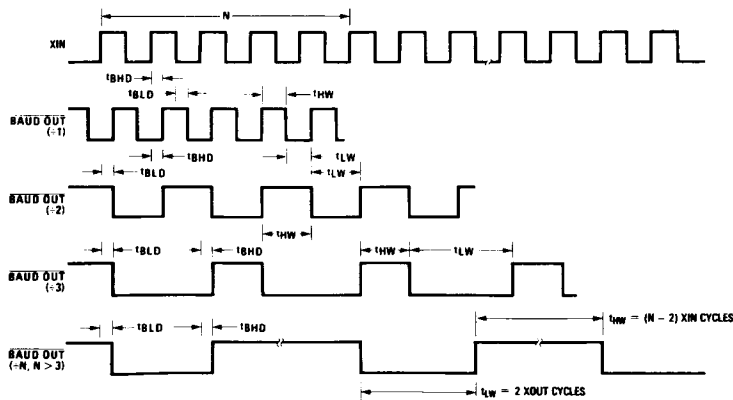 N
XIN
tBHD
tBLD
tHW
BAUD OUT
(÷1)
tBHD
tLW
tBLD
tLW
BAUD OUT
(÷2)
tHW
tBLD
tBHD
tHW
tLW
BAUD OUT
(÷3)
tHW = (N − 2) XIN CYCLES
tBLD
tBHD
BAUD OUT
(÷N, N > 3)
tLW = 2 XOUT CYCLES